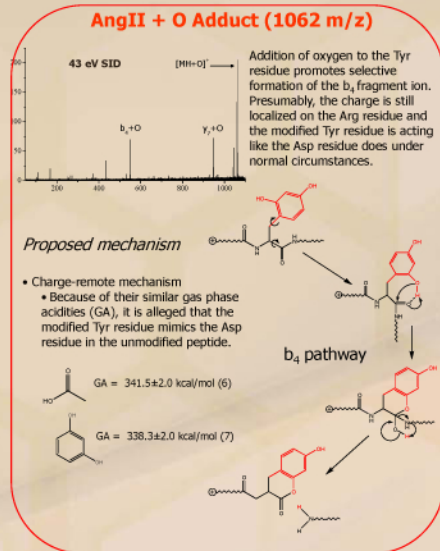 AngII + O Adduct (1062 m/z)
43 eV SID
[MH+O]+
b4+O
y7+O
200
400
600
800
1000
Addition of oxygen to the Tyr
residue promotes selective
formation of the b4 fragment ion.
Presumably, the charge is still
localized on the Arg residue and
the modified Tyr residue is acting
like the Asp residue does under
normal circumstances.
Proposed mechanism
• Charge-remote mechanism
• Because of their similar gas phase
acidities (GA), it is alleged that the
modified Tyr residue mimics the Asp
residue in the unmodified peptide.
GA = 341.5±2.0 kcal/mol (6)
GA = 338.3±2.0 kcal/mol (7)
b4 pathway